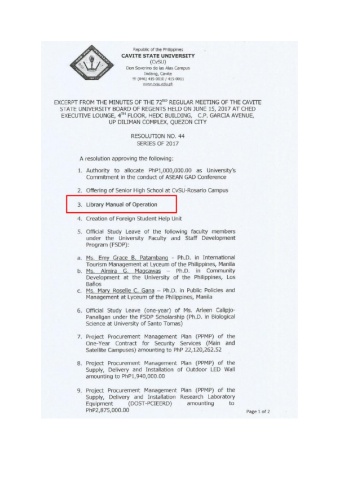 Republic of the Philippines
CAVITE STATE UNIVERSITY
(CvSU)
Don Severino de las Alas Campus
Indang, Cavite
EXCERPT FROM THE MINUTES OF THE 72ND REGULAR MEETING OF THE CAVITE
STATE UNIVERSITY BOARD OF REGENTS HELD ON JUNE 15, 2017 AT CHED
EXECUTIVE LOUNGE, 4TH FLOOR, HEDC BUILDING, C.P. GARCIA AVENUE,
UP DILIMAN COMPLEX, QUEZON CITY
RESOLUTION NO. 44
SERIES OF 2017
A resolution approving the following:
1. Authority to allocate PhP1,000,000.00 as University's
Commitment in the conduct of ASEAN GAD Conference
2. Offering of Senior High School at CvSU-Rosario Campus
3. Library Manual of Operation
4. Creation of Foreign Student Help Unit
5. Official Study Leave of the following faculty members
under the University Faculty and Staff Development
Program (FSDP):
a. Ms. Emy Grace B. Patambang - Ph.D. in International
Tourism Management at Lyceum of the Philippines, Manila
b. Ms. Almira G. Magcawas - Ph.D. in Community
Development at the University of the Philippines, Los
Baños
c. Ms. Mary Roselle C. Gana - Ph.D. in Public Policies and
Management at Lyceum of the Philippines, Manila
6. Official Study Leave (one-year) of Ms. Arleen Calipjo-
Panaligan under the FSDP Scholarship (Ph.D. in Biological
Science at University of Santo Tomas)
7. Project Procurement Management Plan (PPMP) of the
One-Year Contract for Security Services (Main and
Satellite Campuses) amounting to PhP 22,120,262.52
8. Project Procurement Management Plan (PPMP) of the
Supply, Delivery and Installation of Outdoor LED Wall
amounting to PhP1,940,000.00
9. Project Procurement Management Plan (PPMP) of the
Supply, Delivery and Installation Research Laboratory
Equipment (DOST-PCIEERD) amounting to
PhP2,875,000.00
Page 1 of 2